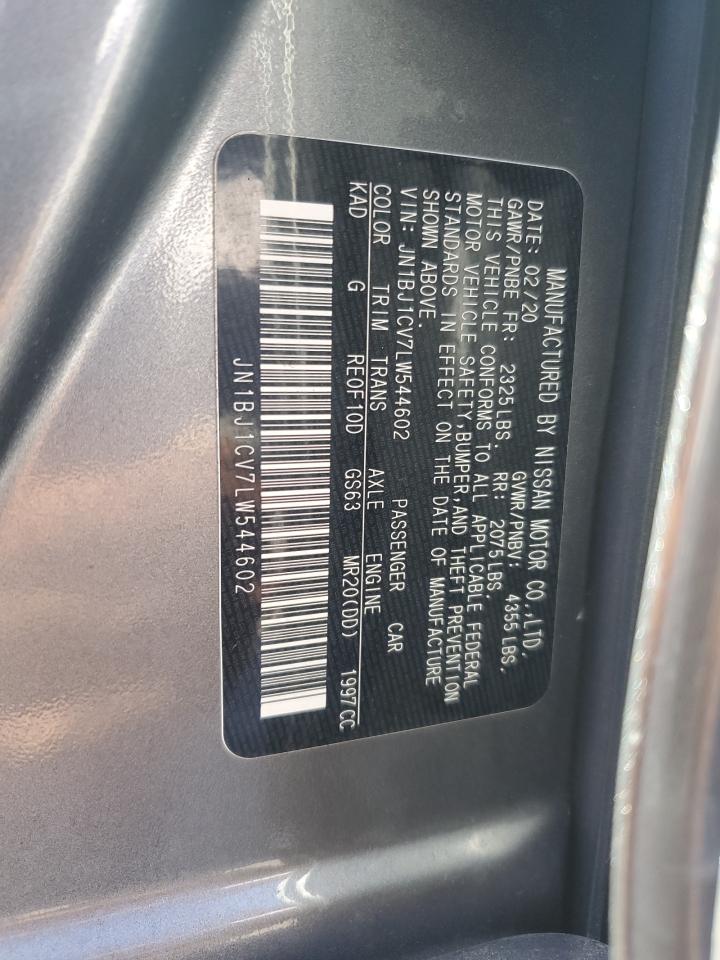 MANUFACTURED BY NISSAN MOTOR CO.,LTD.
DATE: 02/20 GVWR/PNBV: 4355 LBS.
GAWR/PNBE FR: 2325 LBS. RR: 2075 LBS
THIS VEHICLE CONFORMS TO ALL APPLICABLE FEDERAL
MOTOR VEHICLE SAFETY,BUMPER,AND THEFT PREVENTION
STANDARDS IN EFFECT ON THE DATE OF MANUFACTURE
SHOWN ABOVE.
VIN: JN1BJ1CV7LW544602 PASSENGER CAR
COLOR TRIM TRANS AXLE ENGINE
KAD G RE0F10D GS63 MR20(DD) 1997CC
JN1BJ1CV7LW544602